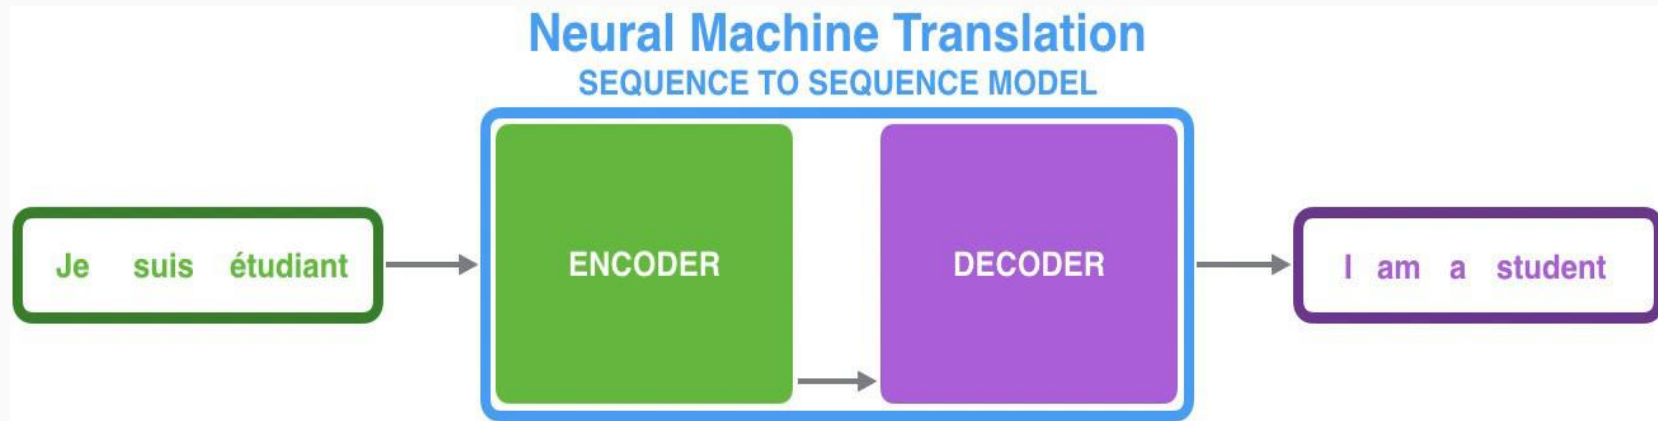 Neural Machine Translation
SEQUENCE TO SEQUENCE MODEL
Je suis étudiant
ENCODER
DECODER
I am a student